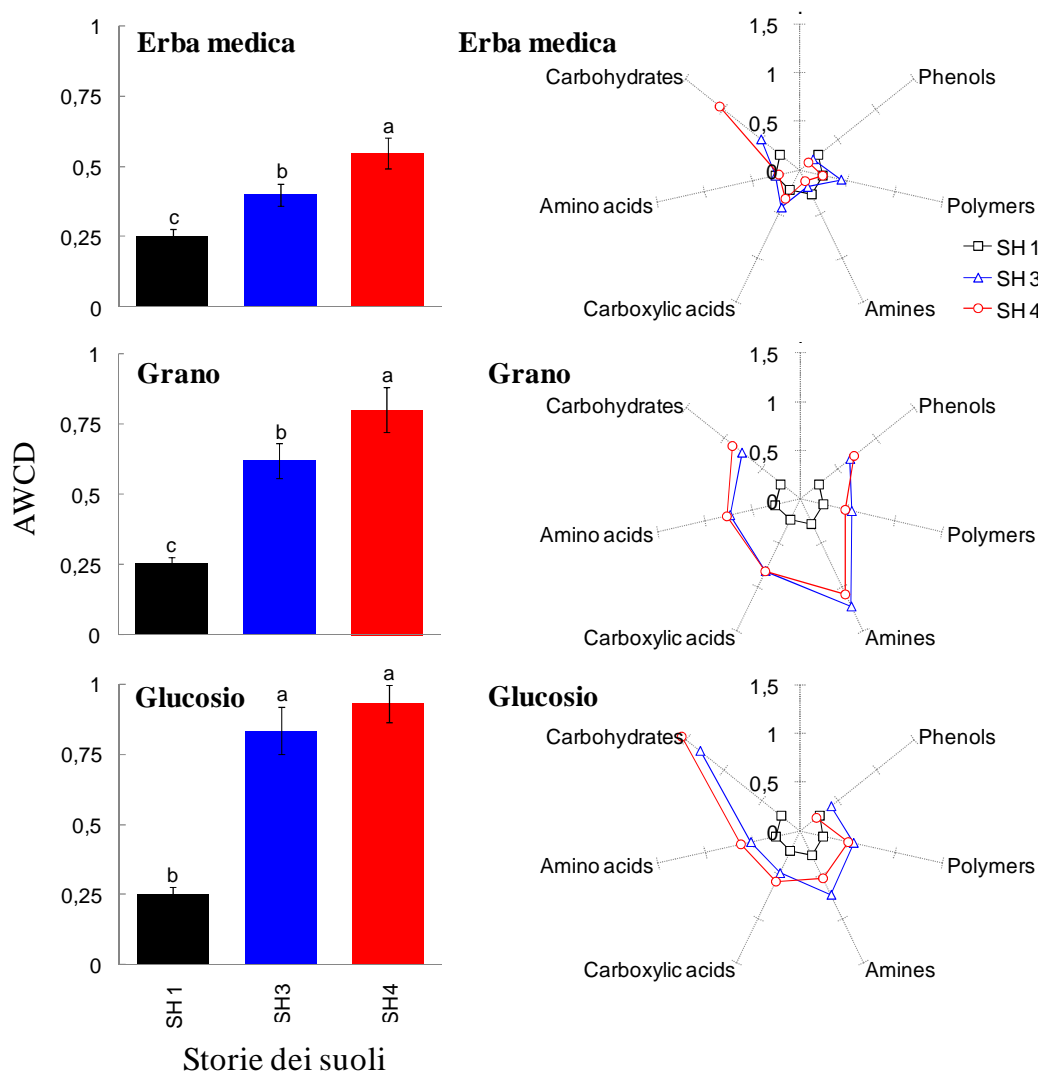 Erba medica
1
0,75
0,5
0,25
0
c
b
a
Erba medica
1,5
1
0,5
0
Carbohydrates
Phenols
Amino acids
Polymers
Carboxylic acids
Amines
SH 1
SH 3
SH 4
AWCD
Grano
1
0,75
0,5
0,25
0
c
b
a
Grano
1,5
1
0,5
0
Carbohydrates
Phenols
Amino acids
Polymers
Carboxylic acids
Amines
Glucosio
1
0,75
0,5
0,25
0
b
a
a
SH 1
SH3
SH4
Storie dei suoli
Glucosio
1,5
1
0,5
0
Carbohydrates
Phenols
Amino acids
Polymers
Carboxylic acids
Amines